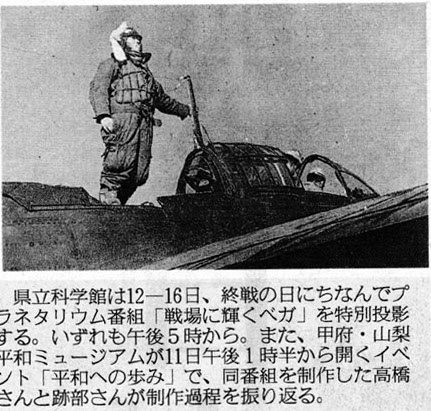 県立科学館は12―16日、終戦の日にちなんでプ
ラネタリウム番組「戦場に輝くベガ」を特別投影
する。いずれも午後５時から。また、甲府・山梨
平和ミュージアムが11日午後１時半から開くイベ
ント「平和への歩み」で、同番組を制作した高橋
さんと跡部さんが制作過程を振り返る。